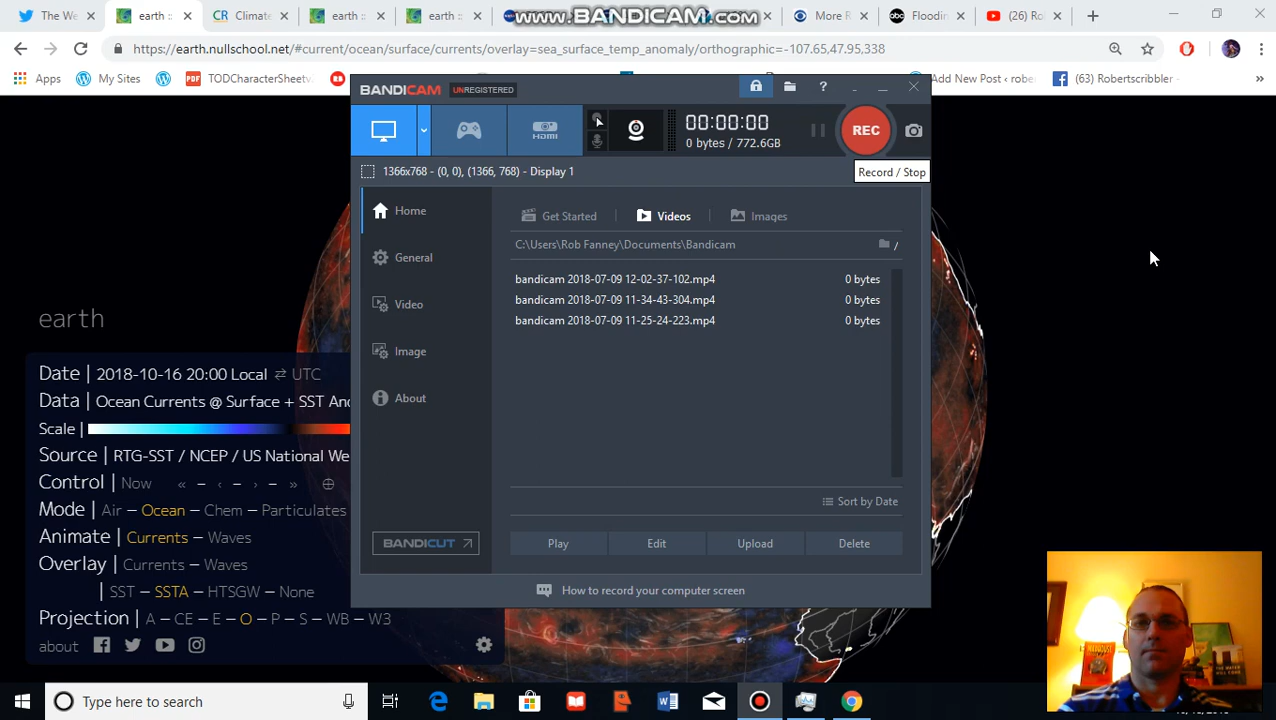 www.BANDICAM.com
The We
earth ::
CR Climate
earth ::
earth ::
More R
abc Floodin
(26) Ro
https://earth.nullschool.net/#current/ocean/surface/currents/overlay=sea_surface_temp_anomaly/orthographic=-107.65,47.95,338
Apps
My Sites
PDF TODCharacterSheetv
Add New Post ‹ robe
(63) Robertscribbler -
BANDICAM UNREGISTERED
?
HDMI
00:00:00
0 bytes / 772.6GB
REC
1366x768 - (0, 0), (1366, 768) - Display 1
Record / Stop
Home
General
Video
Image
About
BANDICUT
Get Started
Videos
Images
C:\Users\Rob Fanney\Documents\Bandicam
/
bandicam 2018-07-09 12-02-37-102.mp4 0 bytes
bandicam 2018-07-09 11-34-43-304.mp4 0 bytes
bandicam 2018-07-09 11-25-24-223.mp4 0 bytes
Sort by Date
Play Edit Upload Delete
How to record your computer screen
earth
Date | 2018-10-16 20:00 Local ⇄ UTC
Data | Ocean Currents @ Surface + SST Ano
Scale |
Source | RTG-SST / NCEP / US National We
Control | Now « – ‹ – › – »
Mode | Air – Ocean – Chem – Particulates
Animate | Currents – Waves
Overlay | Currents – Waves
| SST – SSTA – HTSGW – None
Projection | A – CE – E – O – P – S – WB – W3
about
Type here to search